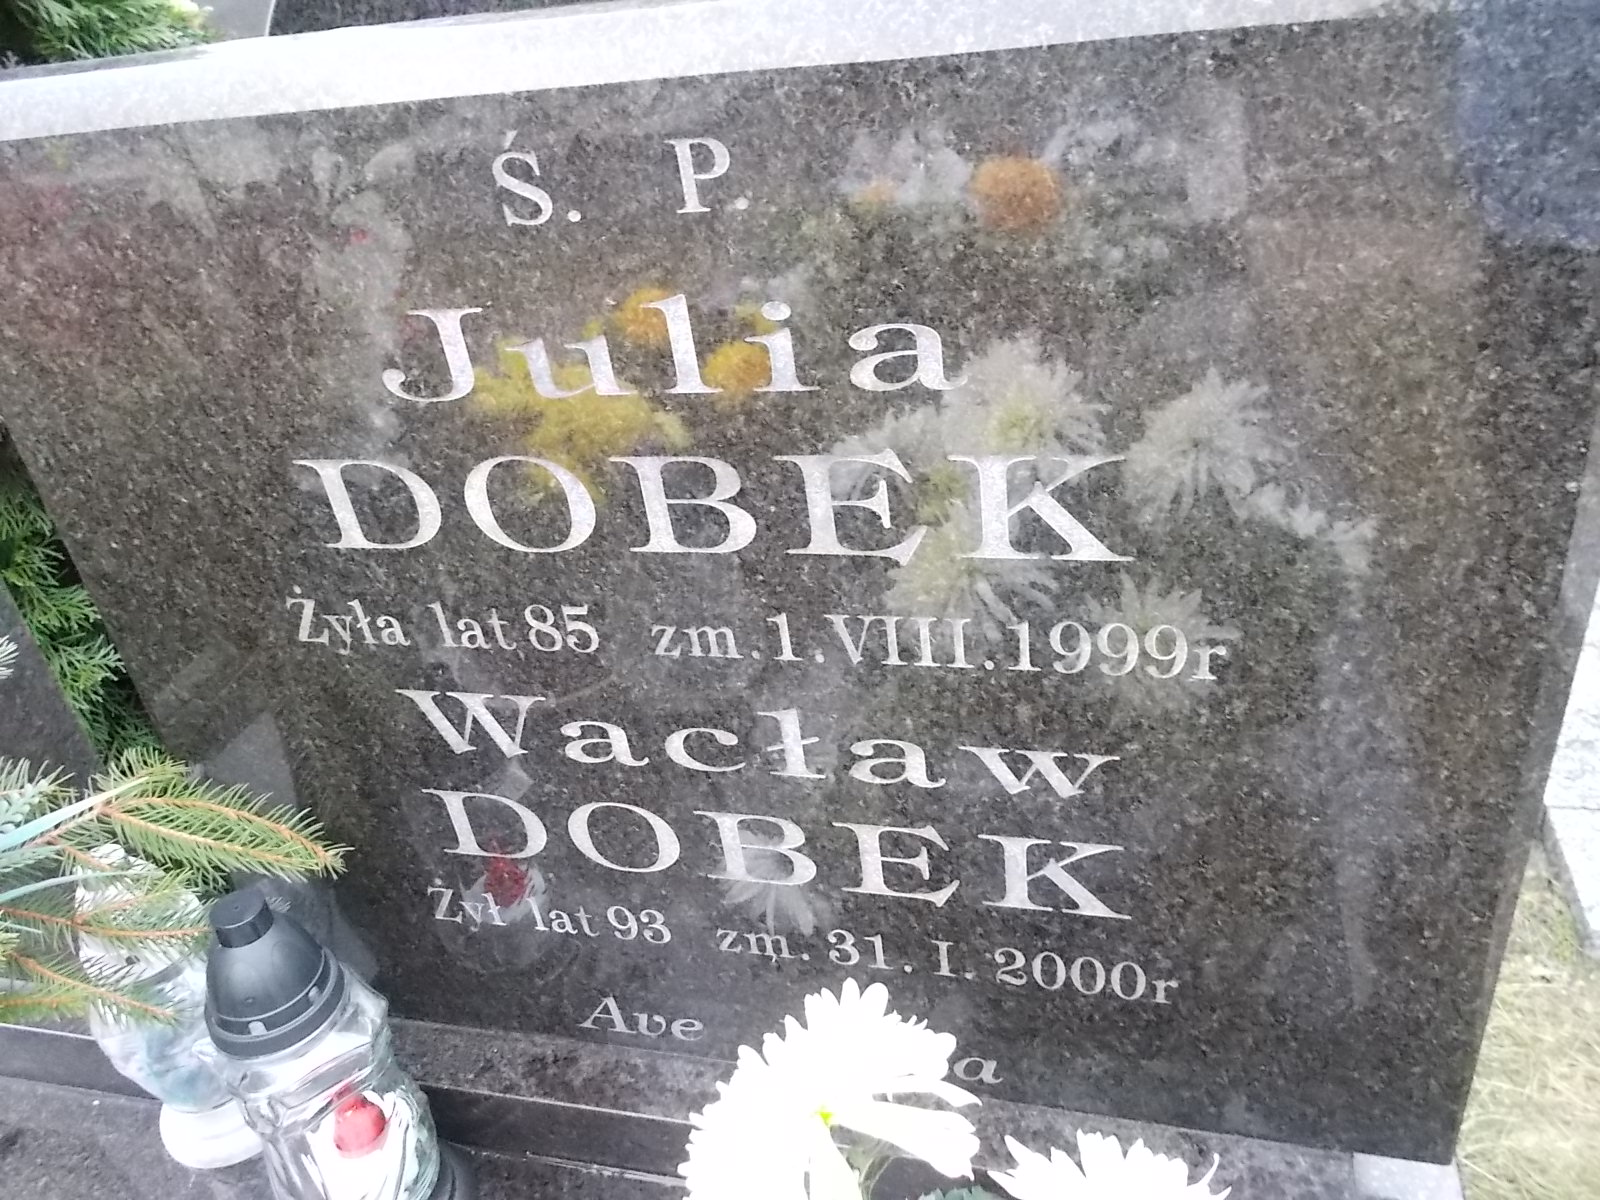 Ś. P.
Julia
DOBEK
Żyła lat 85 zm. 1. VIII. 1999r
Wacław
DOBEK
Żył lat 93 zm. 31. I. 2000r
Ave